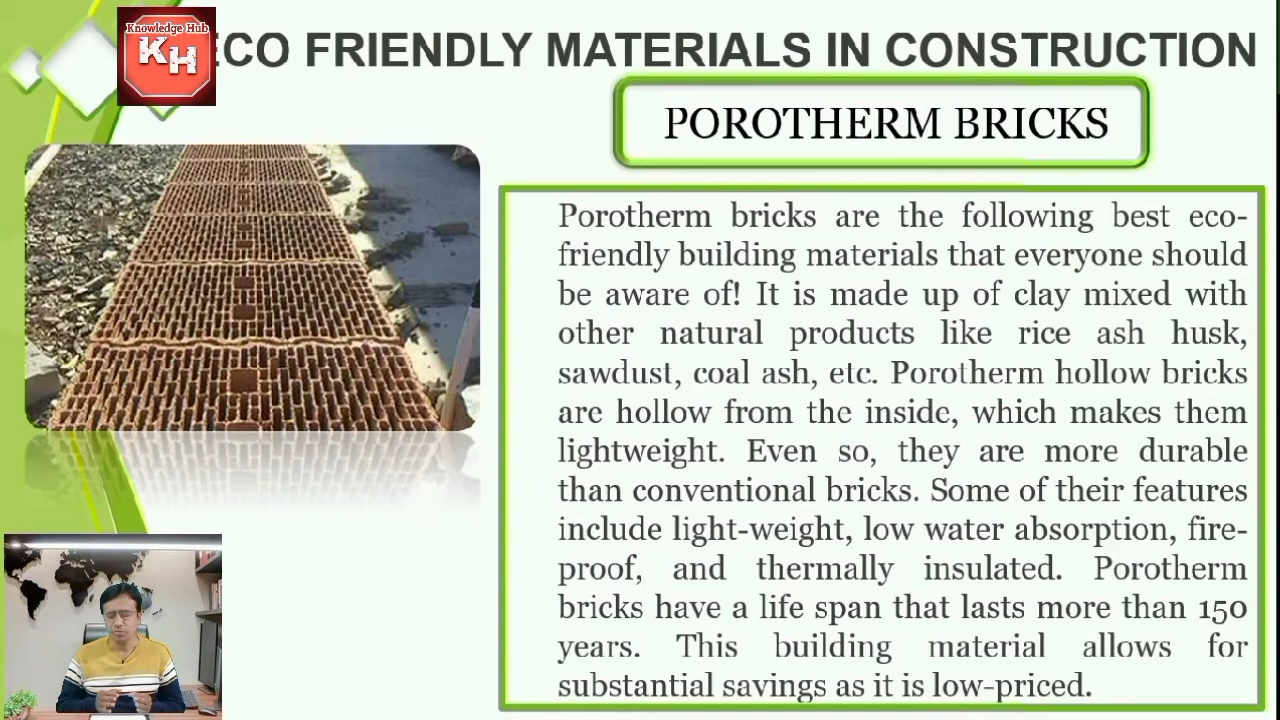 Knowledge Hub
KH
ECO FRIENDLY MATERIALS IN CONSTRUCTION
POROTHERM BRICKS
Porotherm bricks are the following best eco-
friendly building materials that everyone should
be aware of! It is made up of clay mixed with
other natural products like rice ash husk,
sawdust, coal ash, etc. Porotherm hollow bricks
are hollow from the inside, which makes them
lightweight. Even so, they are more durable
than conventional bricks. Some of their features
include light-weight, low water absorption, fire-
proof, and thermally insulated. Porotherm
bricks have a life span that lasts more than 150
years. This building material allows for
substantial savings as it is low-priced.